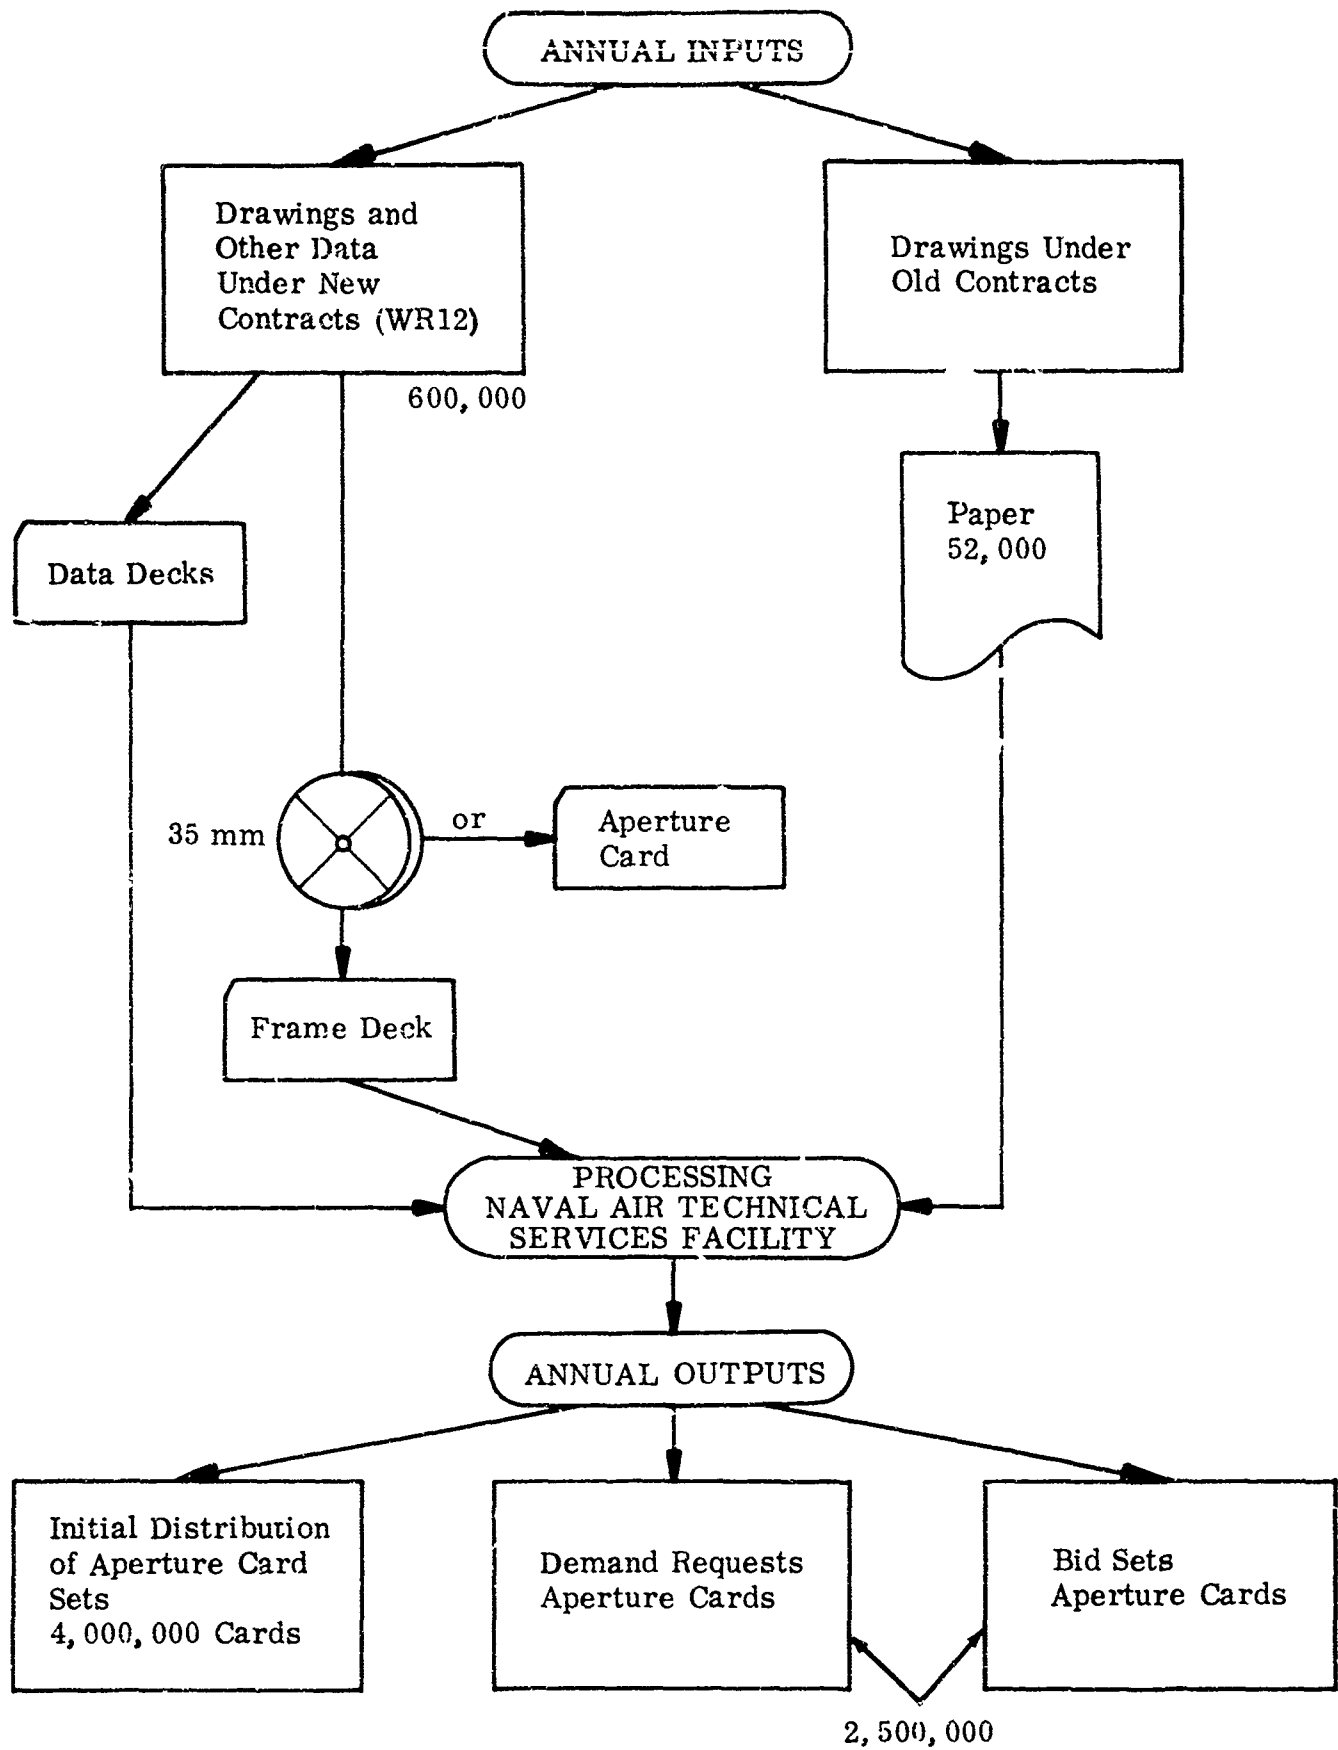 ANNUAL INPUTS
Drawings and
Other Data
Under New
Contracts (WR12)
600,000
Drawings Under
Old Contracts
Paper
52,000
Data Decks
35 mm
or
Aperture
Card
Frame Deck
PROCESSING
NAVAL AIR TECHNICAL
SERVICES FACILITY
ANNUAL OUTPUTS
Initial Distribution
of Aperture Card
Sets
4,000,000 Cards
Demand Requests
Aperture Cards
Bid Sets
Aperture Cards
2,500,000